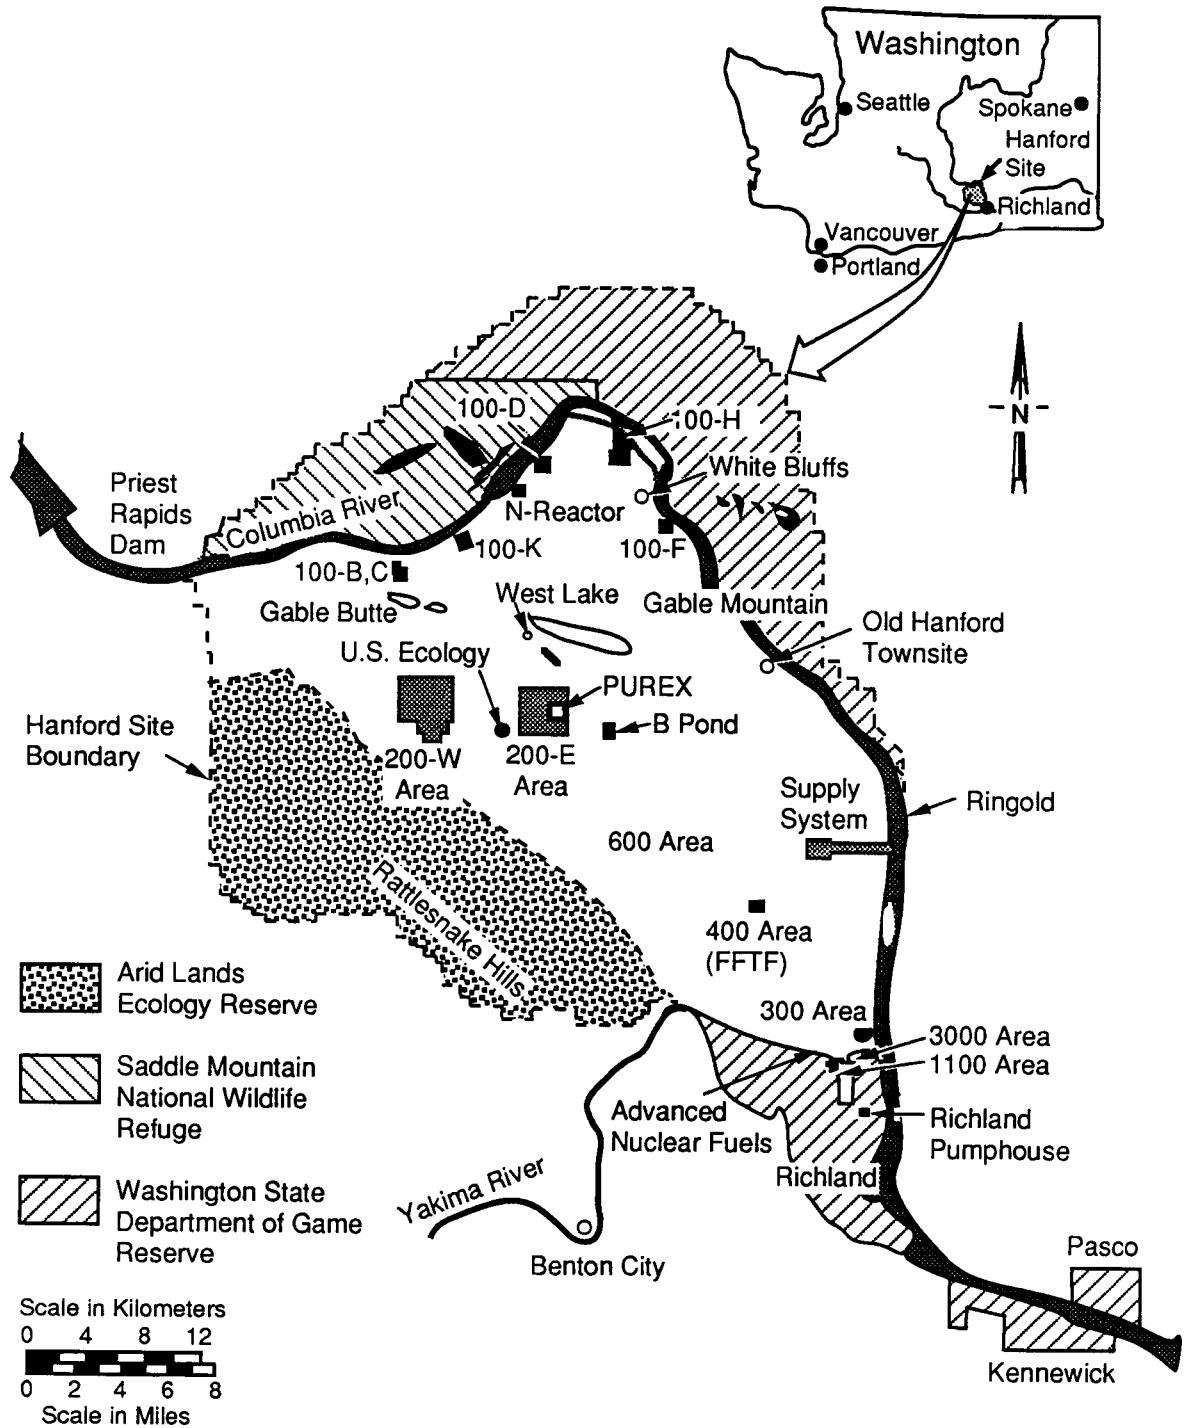 Washington
Seattle
Spokane
Hanford
Site
Richland
Vancouver
Portland
N
100-D
100-H
White Bluffs
Priest
Rapids
Dam
Columbia River
N-Reactor
100-K
100-F
100-B,C
Gable Butte
West Lake
Gable Mountain
Old Hanford
Townsite
U.S. Ecology
PUREX
B Pond
Hanford Site
Boundary
200-W
Area
200-E
Area
Supply
System
Ringold
600 Area
Rattlesnake Hills
400 Area
(FFTF)
300 Area
3000 Area
1100 Area
Advanced
Nuclear Fuels
Richland
Pumphouse
Richland
Yakima River
Benton City
Pasco
Kennewick
Arid Lands
Ecology Reserve
Saddle Mountain
National Wildlife
Refuge
Washington State
Department of Game
Reserve
Scale in Kilometers
0 4 8 12
0 2 4 6 8
Scale in Miles